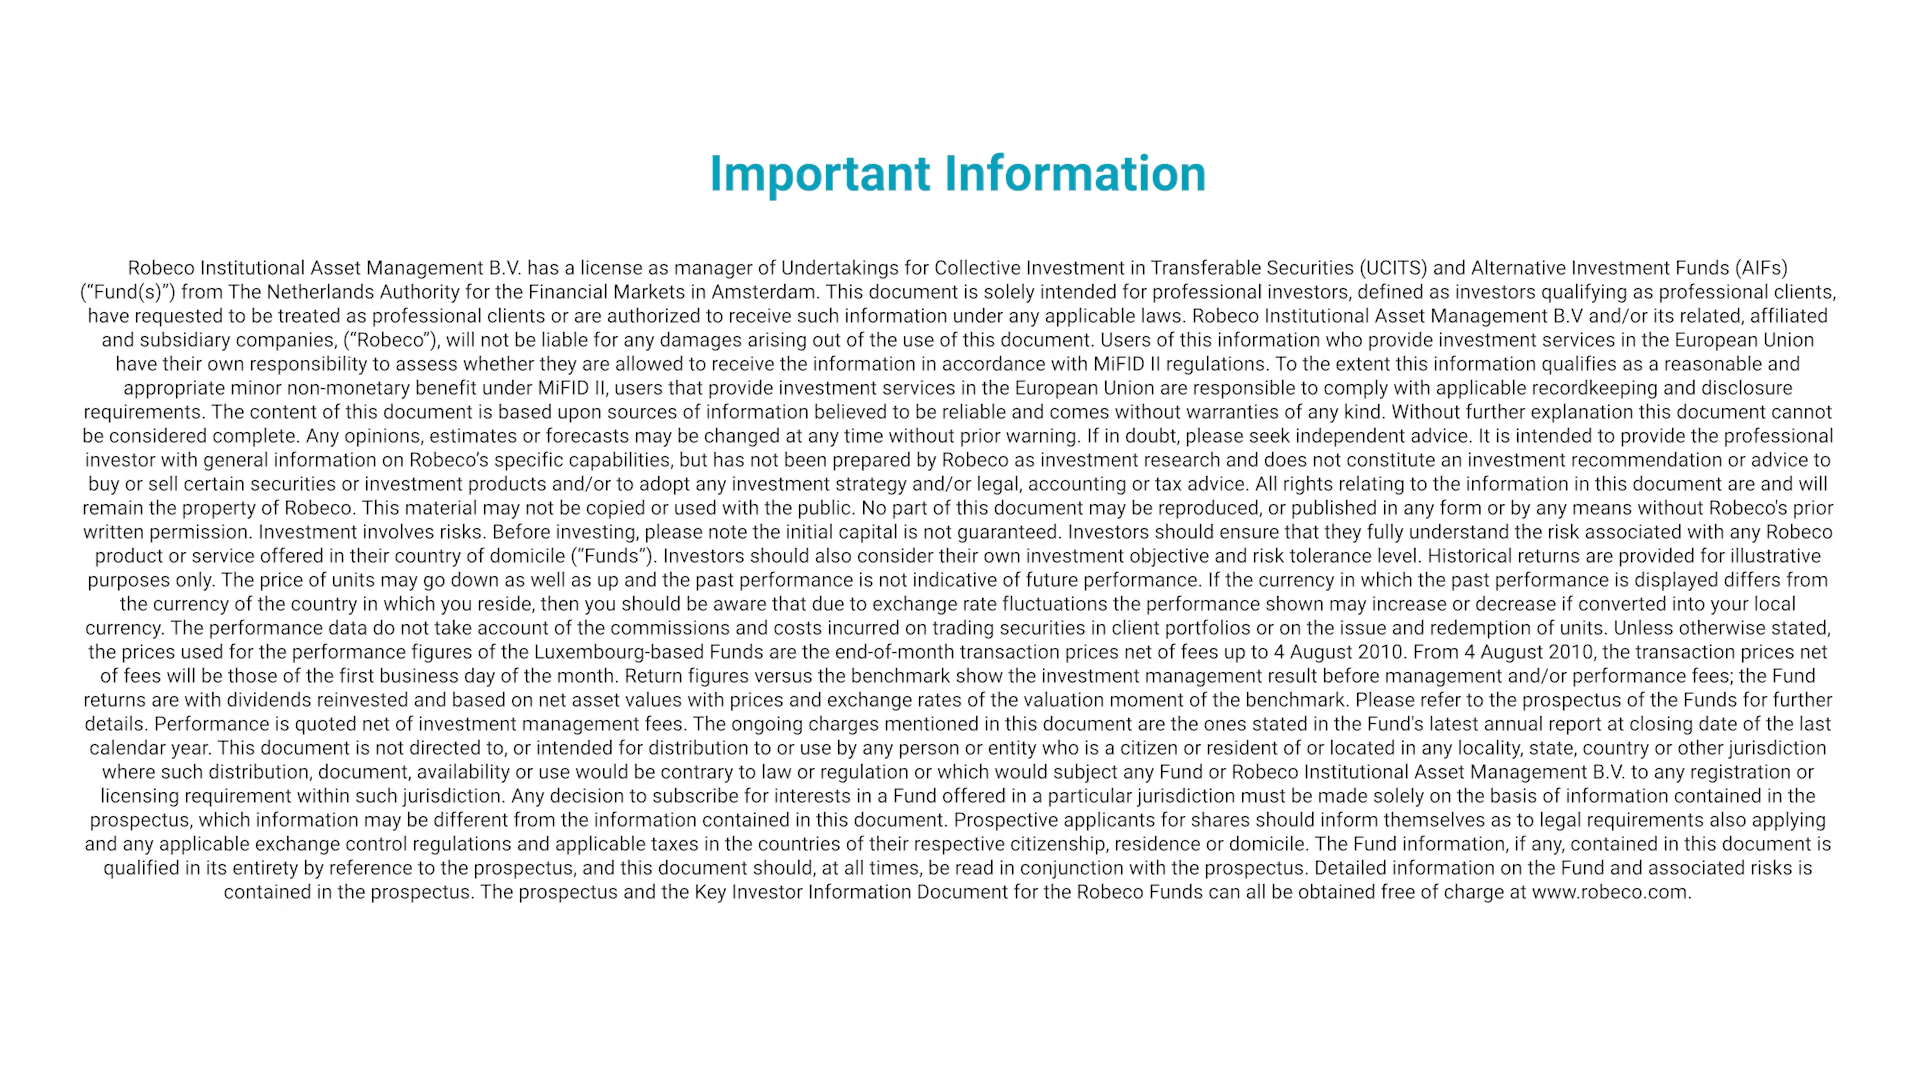 Important Information
Robeco Institutional Asset Management B.V. has a license as manager of Undertakings for Collective Investment in Transferable Securities (UCITS) and Alternative Investment Funds (AIFs)
(“Fund(s)”) from The Netherlands Authority for the Financial Markets in Amsterdam. This document is solely intended for professional investors, defined as investors qualifying as professional clients,
have requested to be treated as professional clients or are authorized to receive such information under any applicable laws. Robeco Institutional Asset Management B.V and/or its related, affiliated
and subsidiary companies, (“Robeco”), will not be liable for any damages arising out of the use of this document. Users of this information who provide investment services in the European Union
have their own responsibility to assess whether they are allowed to receive the information in accordance with MiFID II regulations. To the extent this information qualifies as a reasonable and
appropriate minor non-monetary benefit under MiFID II, users that provide investment services in the European Union are responsible to comply with applicable recordkeeping and disclosure
requirements. The content of this document is based upon sources of information believed to be reliable and comes without warranties of any kind. Without further explanation this document cannot
be considered complete. Any opinions, estimates or forecasts may be changed at any time without prior warning. If in doubt, please seek independent advice. It is intended to provide the professional
investor with general information on Robeco’s specific capabilities, but has not been prepared by Robeco as investment research and does not constitute an investment recommendation or advice to
buy or sell certain securities or investment products and/or to adopt any investment strategy and/or legal, accounting or tax advice. All rights relating to the information in this document are and will
remain the property of Robeco. This material may not be copied or used with the public. No part of this document may be reproduced, or published in any form or by any means without Robeco's prior
written permission. Investment involves risks. Before investing, please note the initial capital is not guaranteed. Investors should ensure that they fully understand the risk associated with any Robeco
product or service offered in their country of domicile (“Funds”). Investors should also consider their own investment objective and risk tolerance level. Historical returns are provided for illustrative
purposes only. The price of units may go down as well as up and the past performance is not indicative of future performance. If the currency in which the past performance is displayed differs from
the currency of the country in which you reside, then you should be aware that due to exchange rate fluctuations the performance shown may increase or decrease if converted into your local
currency. The performance data do not take account of the commissions and costs incurred on trading securities in client portfolios or on the issue and redemption of units. Unless otherwise stated,
the prices used for the performance figures of the Luxembourg-based Funds are the end-of-month transaction prices net of fees up to 4 August 2010. From 4 August 2010, the transaction prices net
of fees will be those of the first business day of the month. Return figures versus the benchmark show the investment management result before management and/or performance fees; the Fund
returns are with dividends reinvested and based on net asset values with prices and exchange rates of the valuation moment of the benchmark. Please refer to the prospectus of the Funds for further
details. Performance is quoted net of investment management fees. The ongoing charges mentioned in this document are the ones stated in the Fund's latest annual report at closing date of the last
calendar year. This document is not directed to, or intended for distribution to or use by any person or entity who is a citizen or resident of or located in any locality, state, country or other jurisdiction
where such distribution, document, availability or use would be contrary to law or regulation or which would subject any Fund or Robeco Institutional Asset Management B.V. to any registration or
licensing requirement within such jurisdiction. Any decision to subscribe for interests in a Fund offered in a particular jurisdiction must be made solely on the basis of information contained in the
prospectus, which information may be different from the information contained in this document. Prospective applicants for shares should inform themselves as to legal requirements also applying
and any applicable exchange control regulations and applicable taxes in the countries of their respective citizenship, residence or domicile. The Fund information, if any, contained in this document is
qualified in its entirety by reference to the prospectus, and this document should, at all times, be read in conjunction with the prospectus. Detailed information on the Fund and associated risks is
contained in the prospectus. The prospectus and the Key Investor Information Document for the Robeco Funds can all be obtained free of charge at www.robeco.com.